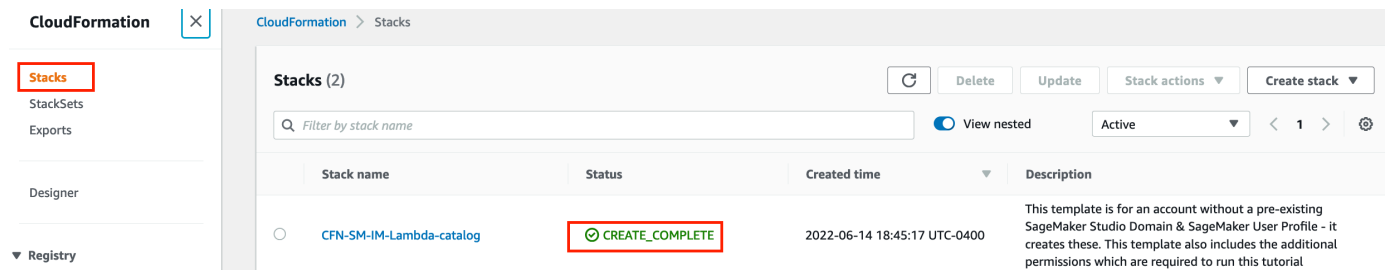 CloudFormation
Stacks
StackSets
Exports
Designer
▼ Registry
CloudFormation > Stacks
Stacks (2)
Delete
Update
Stack actions ▼
Create stack ▼
Filter by stack name
View nested
Active ▼
< 1 >
Stack name Status Created time ▼ Description
CFN-SM-IM-Lambda-catalog
CREATE_COMPLETE
2022-06-14 18:45:17 UTC-0400
This template is for an account without a pre-existing
SageMaker Studio Domain & SageMaker User Profile - it
creates these. This template also includes the additional
permissions which are required to run this tutorial